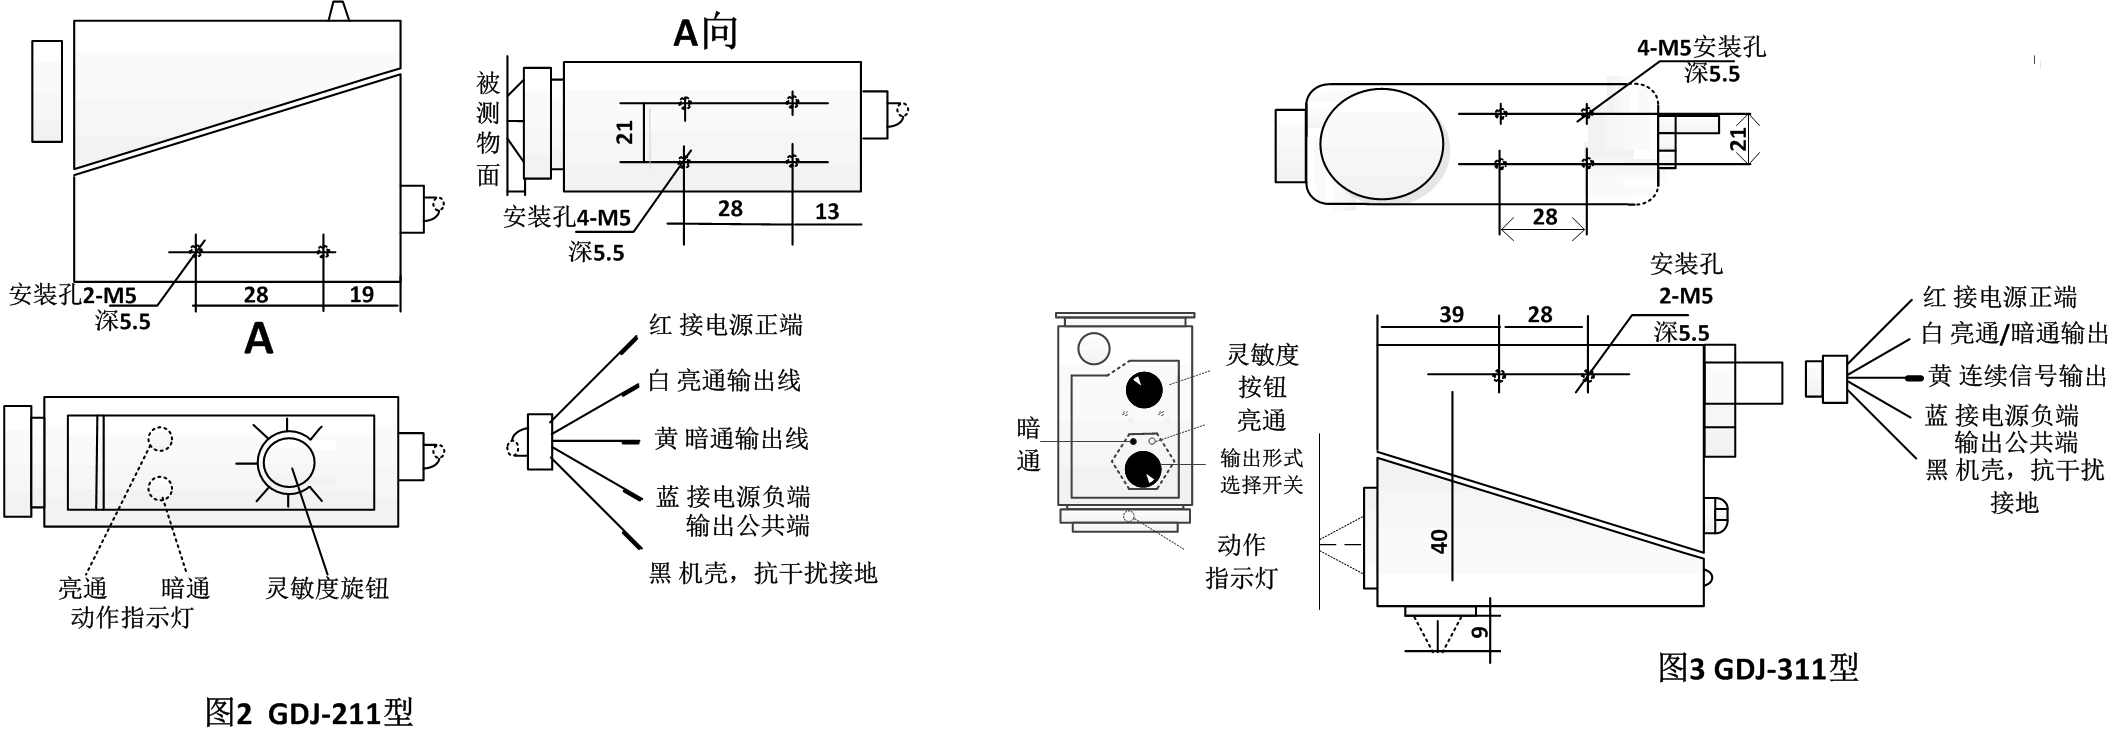 A向
被测物面
21
安装孔4-M5
深5.5
28
13
安装孔2-M5
深5.5
28
19
A
红 接电源正端
白 亮通输出线
黄 暗通输出线
蓝 接电源负端
输出公共端
黑 机壳，抗干扰接地
亮通
暗通
动作指示灯
灵敏度旋钮
图2 GDJ-211型
4-M5安装孔
深5.5
21
28
安装孔
2-M5
深5.5
39
28
40
9
灵敏度
按钮
亮通
暗通
输出形式
选择开关
动作
指示灯
红 接电源正端
白 亮通/暗通输出
黄 连续信号输出
蓝 接电源负端
输出公共端
黑 机壳，抗干扰
接地
图3 GDJ-311型